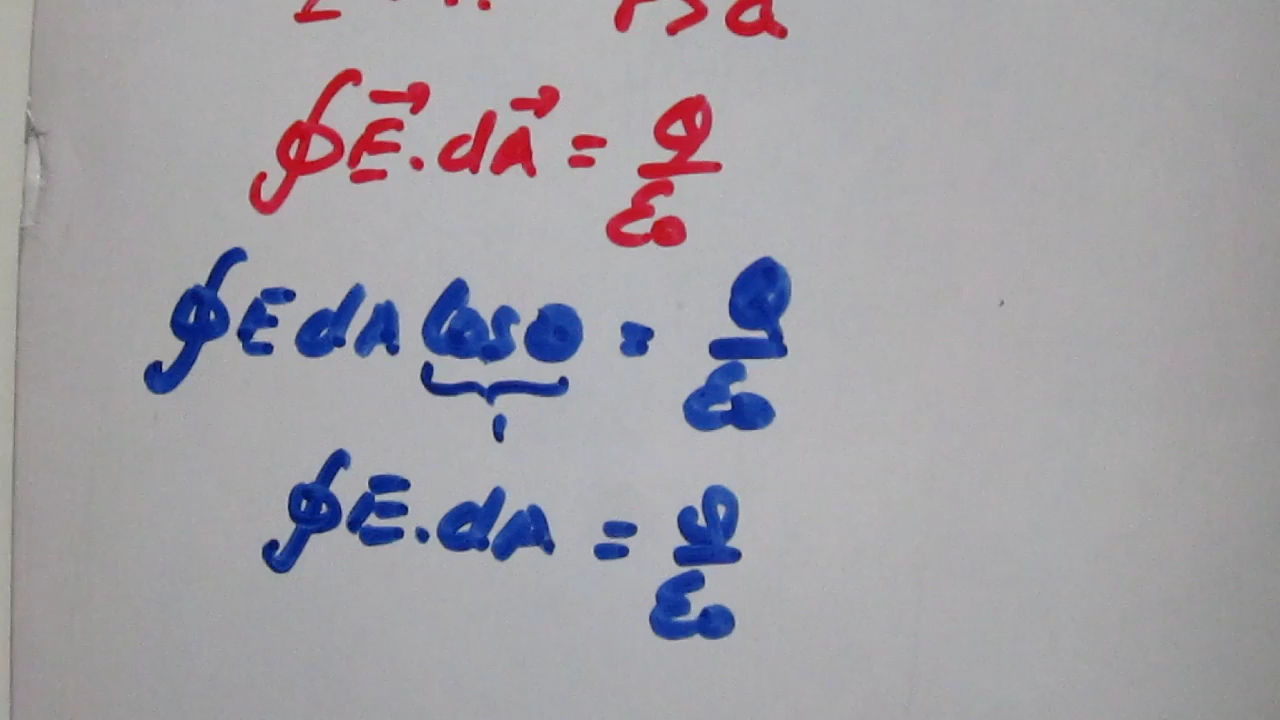 r>a
∮E⃗.dA⃗ = Q/ε₀
∮E dA Cosθ = Q/ε₀
1
∮E.dA = Q/ε₀